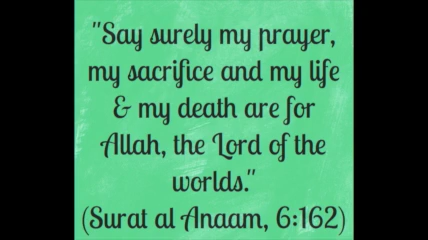 "Say surely my prayer,
my sacrifice and my life
& my death are for
Allah, the Lord of the
worlds."
(Surat al Anaam, 6:162)